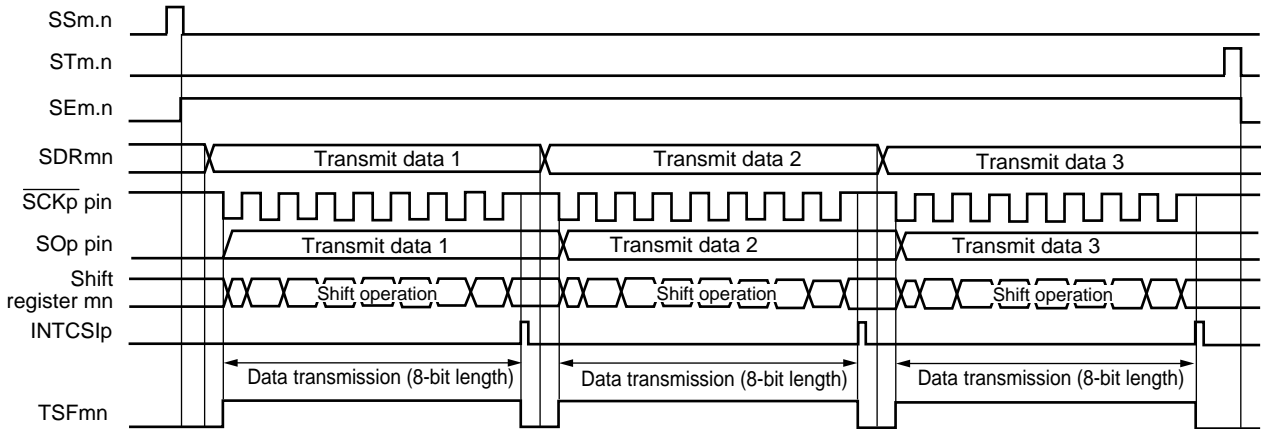 SSm.n
STm.n
SEm.n
SDRmn Transmit data 1 Transmit data 2 Transmit data 3
SCKp pin
SOp pin Transmit data 1 Transmit data 2 Transmit data 3
Shift
register mn Shift operation Shift operation Shift operation
INTCSIp
Data transmission (8-bit length) Data transmission (8-bit length) Data transmission (8-bit length)
TSFmn